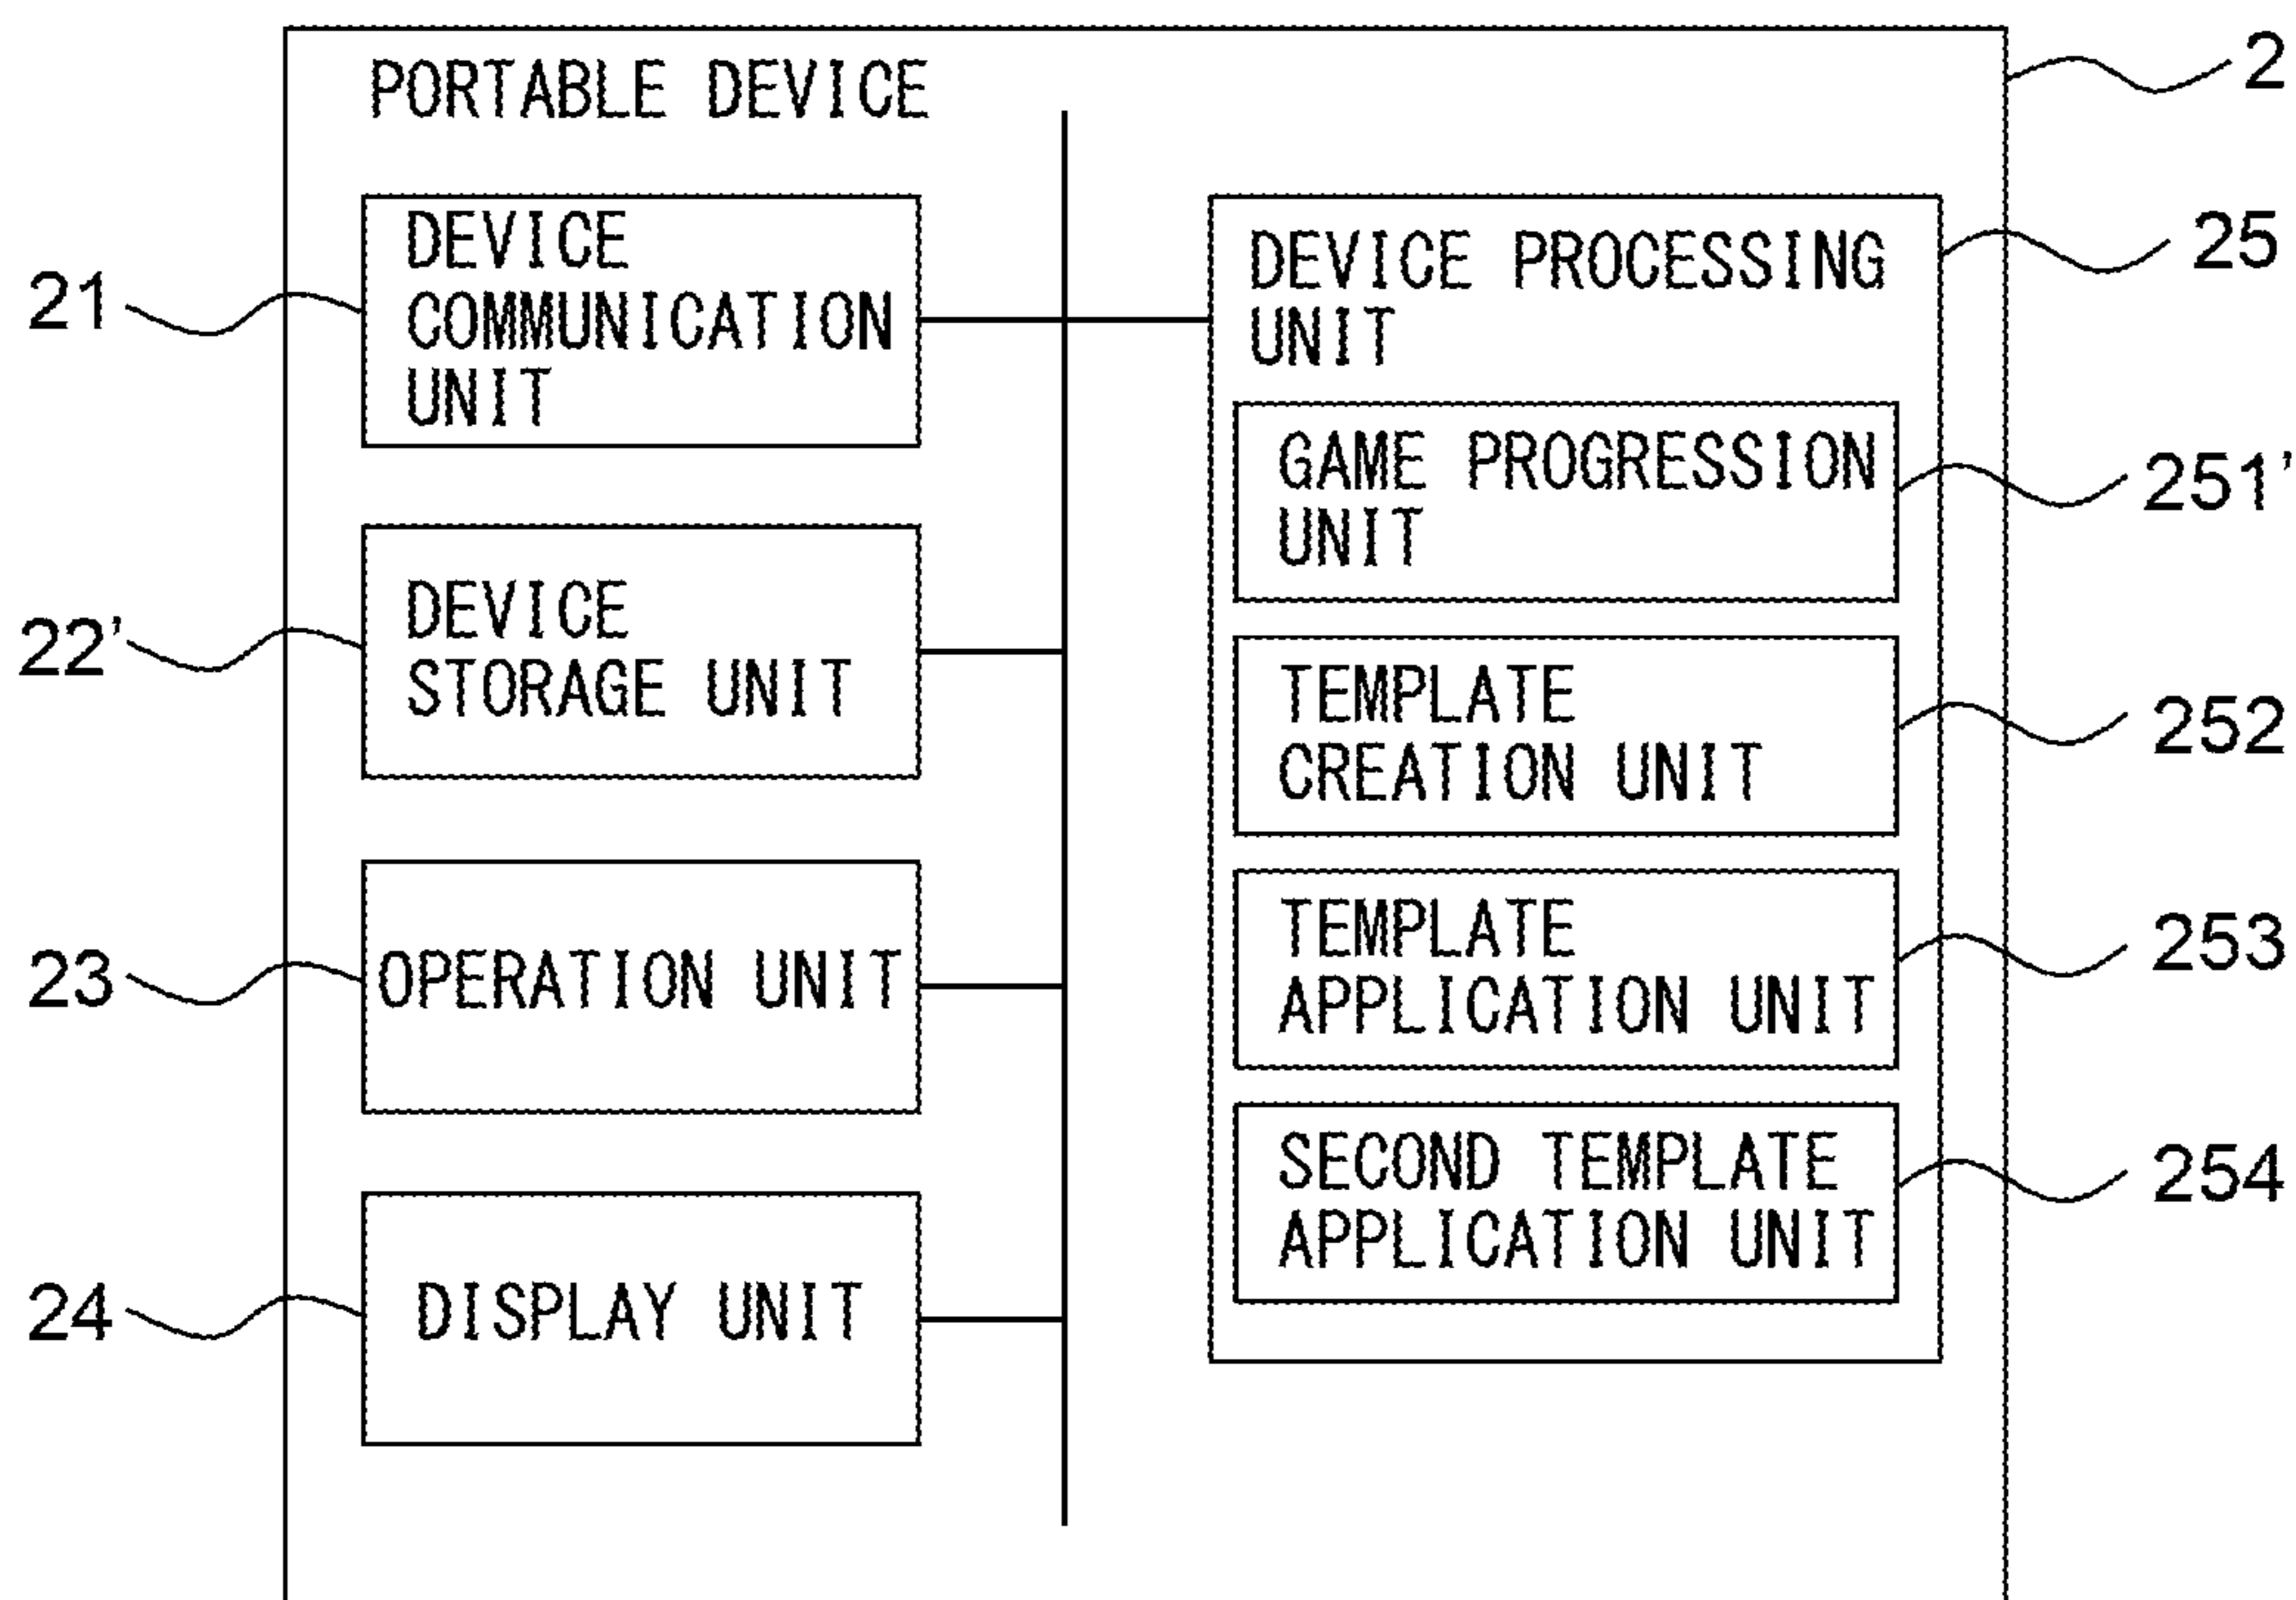 PORTABLE DEVICE
2
21
DEVICE
COMMUNICATION
UNIT
22'
DEVICE
STORAGE UNIT
23
OPERATION UNIT
24
DISPLAY UNIT
DEVICE PROCESSING
UNIT
25
GAME PROGRESSION
UNIT
251'
TEMPLATE
CREATION UNIT
252
TEMPLATE
APPLICATION UNIT
253
SECOND TEMPLATE
APPLICATION UNIT
254